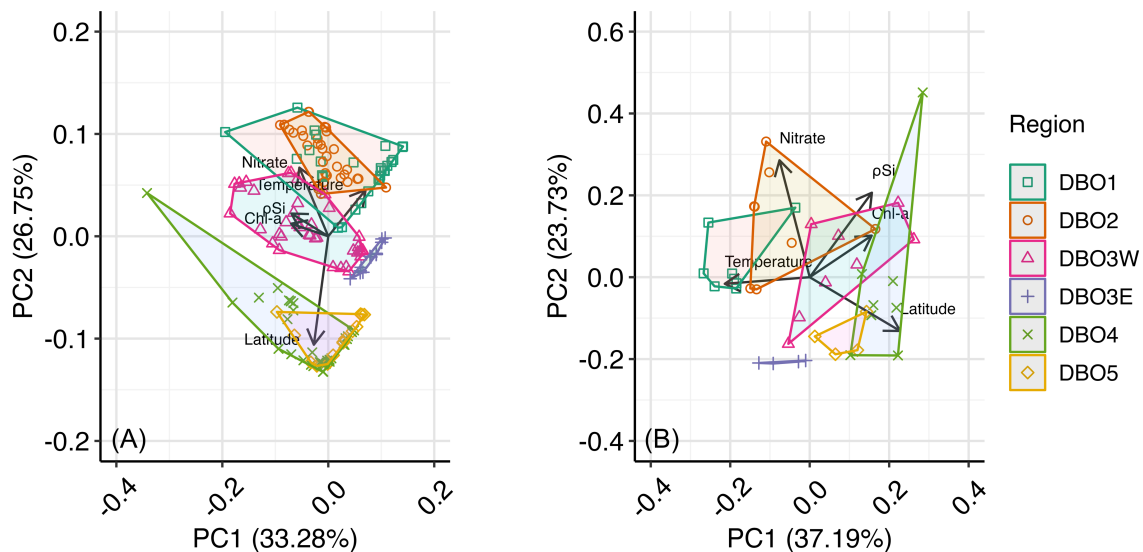 0.2
0.1
0.0
-0.1
-0.2
PC2 (26.75%)
Nitrate
Temperature
ρSi
Chl-a
Latitude
(A)
-0.4
-0.2
0.0
0.2
PC1 (33.28%)
0.6
0.4
0.2
0.0
-0.2
-0.4
PC2 (23.73%)
Nitrate
ρSi
Chl-a
Temperature
Latitude
(B)
-0.4
-0.2
0.0
0.2
0.4
PC1 (37.19%)
Region
DBO1
DBO2
DBO3W
DBO3E
DBO4
DBO5